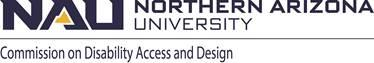 NAU NORTHERN ARIZONA
UNIVERSITY
Commission on Disability Access and Design